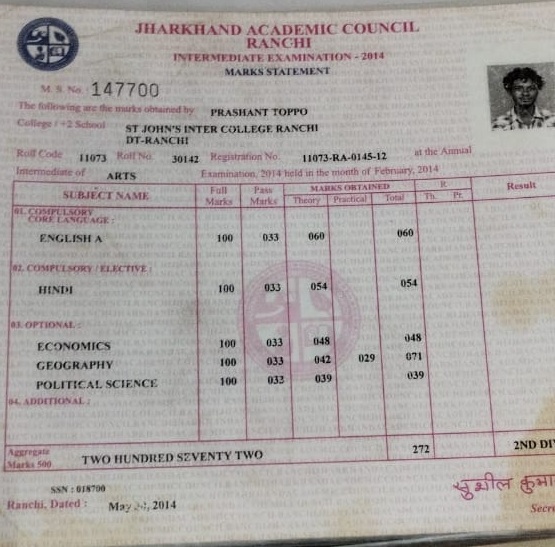 JHARKHAND ACADEMIC COUNCIL
RANCHI
INTERMEDIATE EXAMINATION - 2014
MARKS STATEMENT
M. S. No. 147700
The following are the marks obtained by PRASHANT TOPPO
College / +2 School ST JOHN'S INTER COLLEGE RANCHI
DT-RANCHI
Roll Code 11073 Roll No. 30142 Registration No. 11073-RA-0145-12 at the Annual
Intermediate of ARTS Examination, 2014 held in the month of February, 2014
SUBJECT NAME Full Marks Pass Marks MARKS OBTAINED Theory Practical Total R Th. Pr. Result
01. COMPULSORY
CORE LANGUAGE :
ENGLISH A 100 033 060 060
02. COMPULSORY / ELECTIVE :
HINDI 100 033 054 054
03. OPTIONAL :
ECONOMICS 100 033 048 048
GEOGRAPHY 100 033 042 029 071
POLITICAL SCIENCE 100 033 039 039
04. ADDITIONAL :
Aggregate
Marks 500 TWO HUNDRED SEVENTY TWO 272 2ND DIV
SSN : 018700
सुशील कुमा
Ranchi, Dated : May 2014
Secre